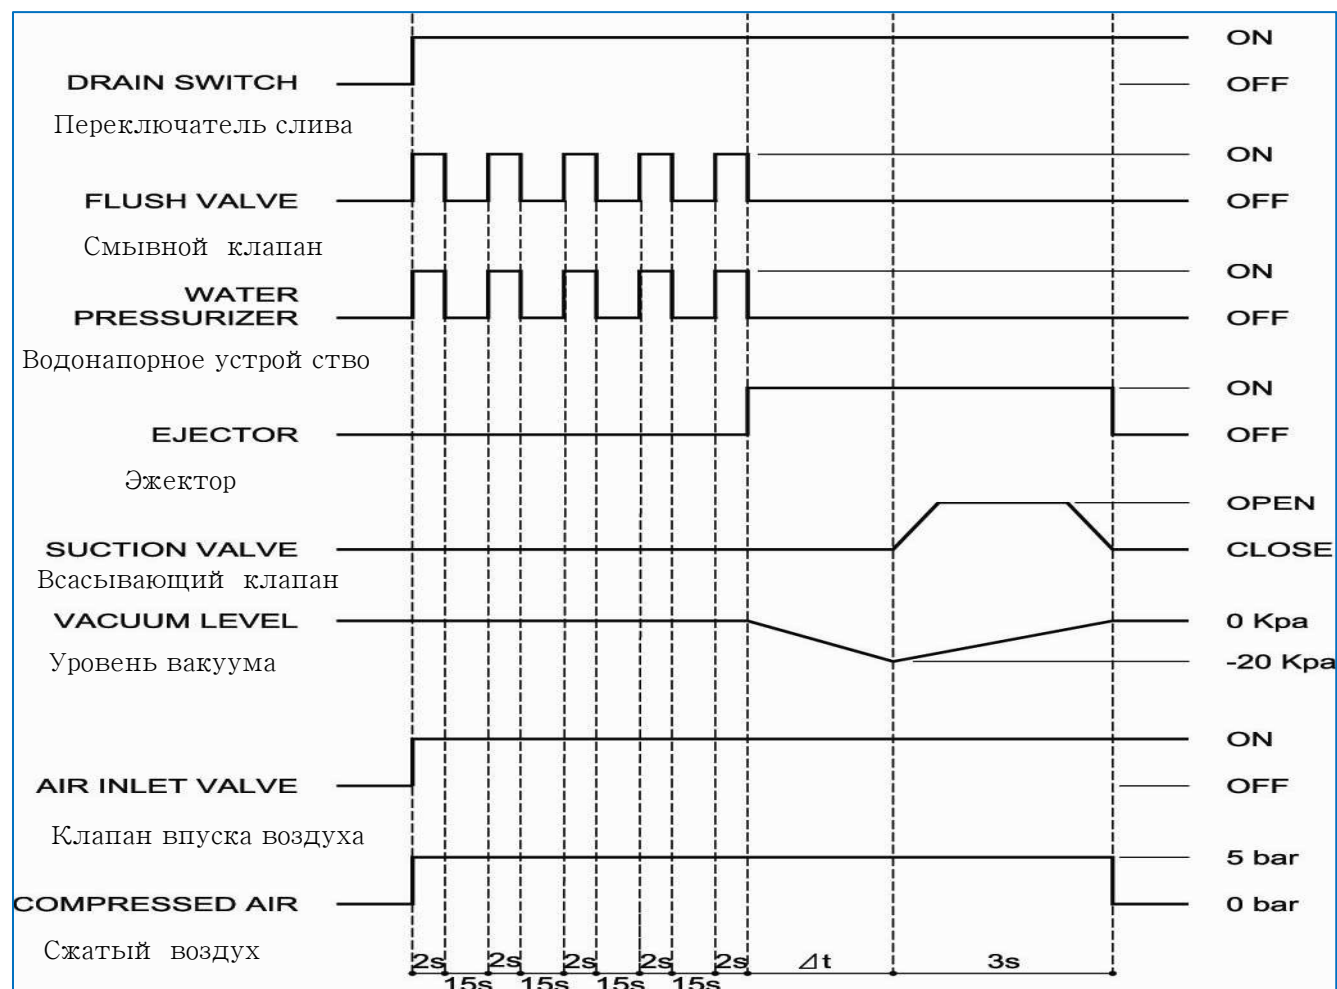 ON
DRAIN SWITCH OFF
Переключатель слива
ON
FLUSH VALVE OFF
Смывной клапан
ON
WATER
PRESSURIZER OFF
Водонапорное устрой ство
ON
EJECTOR OFF
Эжектор
OPEN
SUCTION VALVE CLOSE
Всасывающий клапан
VACUUM LEVEL 0 Kpa
Уровень вакуума -20 Kpa
ON
AIR INLET VALVE OFF
Клапан впуска воздуха
5 bar
COMPRESSED AIR 0 bar
Сжатый воздух
2s 2s 2s 2s 2s ⊿t 3s
15s 15s 15s 15s